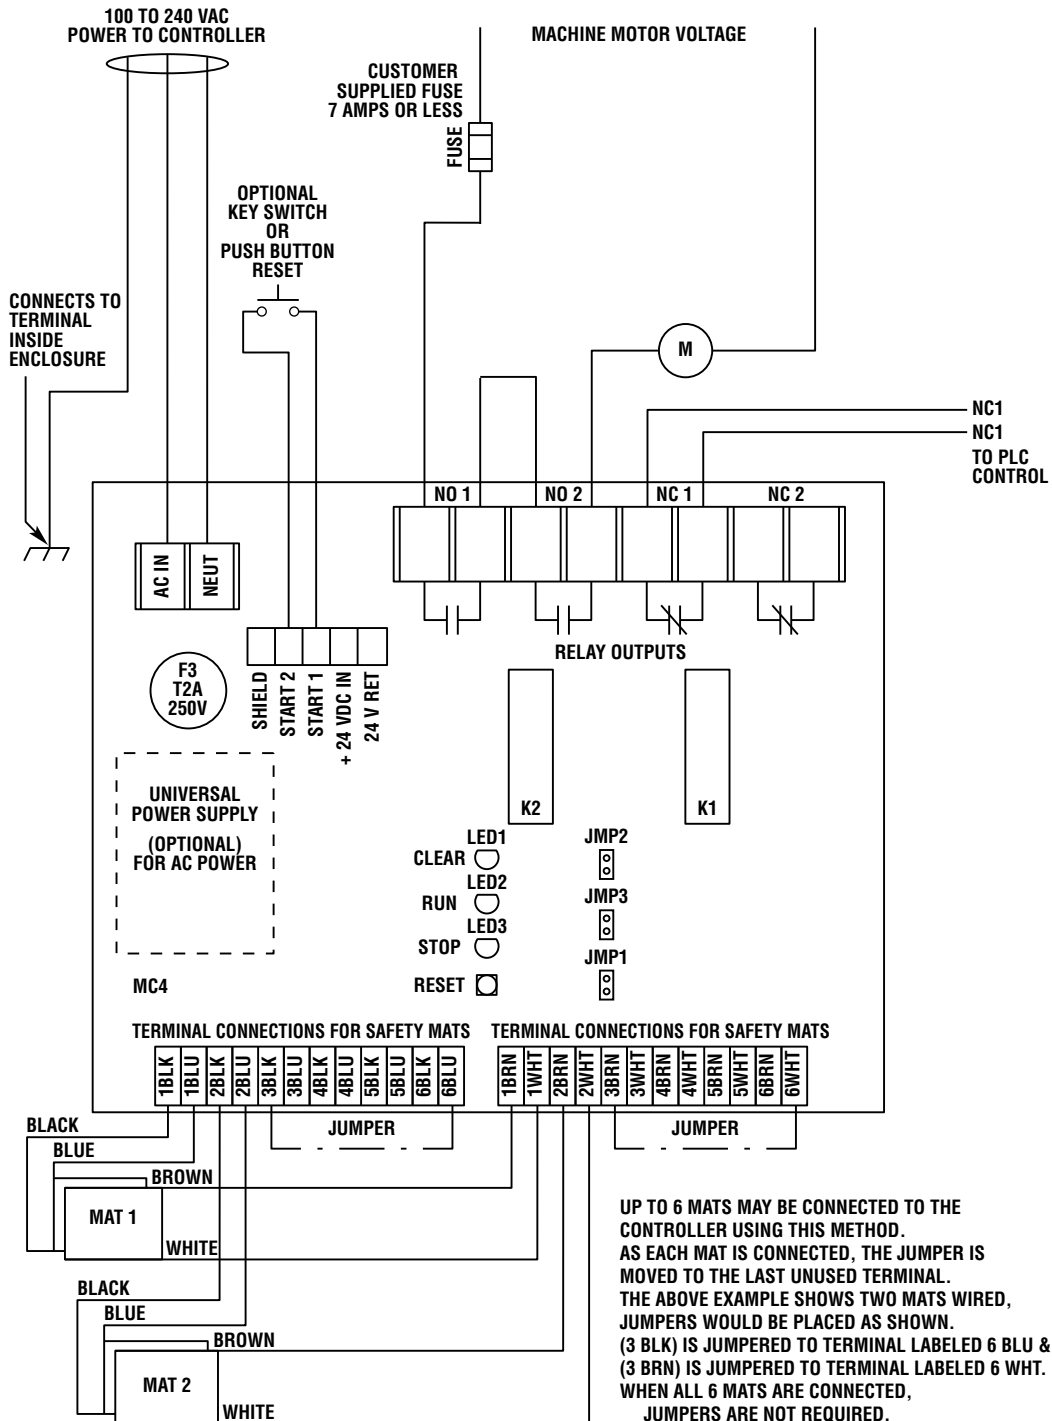 100 TO 240 VAC
POWER TO CONTROLLER
MACHINE MOTOR VOLTAGE
CUSTOMER
SUPPLIED FUSE
7 AMPS OR LESS
FUSE
OPTIONAL
KEY SWITCH
OR
PUSH BUTTON
RESET
CONNECTS TO
TERMINAL
INSIDE
ENCLOSURE
M
NC1
NC1
TO PLC
CONTROL
NO 1
NO 2
NC 1
NC 2
AC IN
NEUT
RELAY OUTPUTS
F3
T2A
250V
SHIELD
START 2
START 1
+ 24 VDC IN
24 V RET
UNIVERSAL
POWER SUPPLY
(OPTIONAL)
FOR AC POWER
K2
K1
LED1
CLEAR
LED2
RUN
LED3
STOP
RESET
JMP2
JMP3
JMP1
MC4
TERMINAL CONNECTIONS FOR SAFETY MATS
TERMINAL CONNECTIONS FOR SAFETY MATS
1BLK
1BLU
2BLK
2BLU
3BLK
3BLU
4BLK
4BLU
5BLK
5BLU
6BLK
6BLU
1BRN
1WHT
2BRN
2WHT
3BRN
3WHT
4BRN
4WHT
5BRN
5WHT
6BRN
6WHT
JUMPER
JUMPER
BLACK
BLUE
BROWN
MAT 1
WHITE
BLACK
BLUE
BROWN
MAT 2
WHITE
UP TO 6 MATS MAY BE CONNECTED TO THE
CONTROLLER USING THIS METHOD.
AS EACH MAT IS CONNECTED, THE JUMPER IS
MOVED TO THE LAST UNUSED TERMINAL.
THE ABOVE EXAMPLE SHOWS TWO MATS WIRED,
JUMPERS WOULD BE PLACED AS SHOWN.
(3 BLK) IS JUMPERED TO TERMINAL LABELED 6 BLU &
(3 BRN) IS JUMPERED TO TERMINAL LABELED 6 WHT.
WHEN ALL 6 MATS ARE CONNECTED,
JUMPERS ARE NOT REQUIRED.